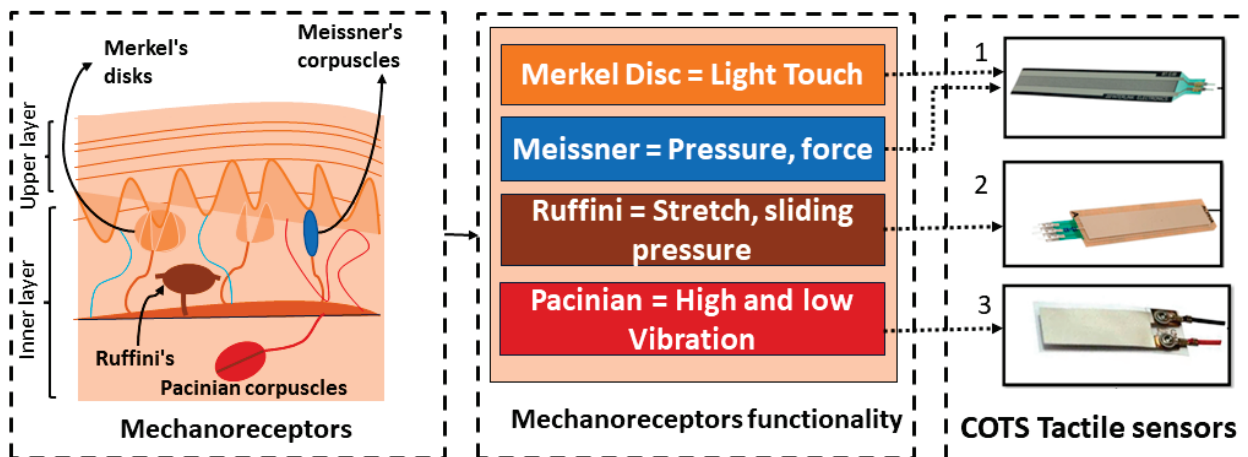 Merkel's
disks
Meissner's
corpuscles
Upper layer
Inner layer
Ruffini's
Pacinian corpuscles
Mechanoreceptors
Merkel Disc = Light Touch
Meissner = Pressure, force
Ruffini = Stretch, sliding
pressure
Pacinian = High and low
Vibration
Mechanoreceptors functionality
1
2
3
COTS Tactile sensors